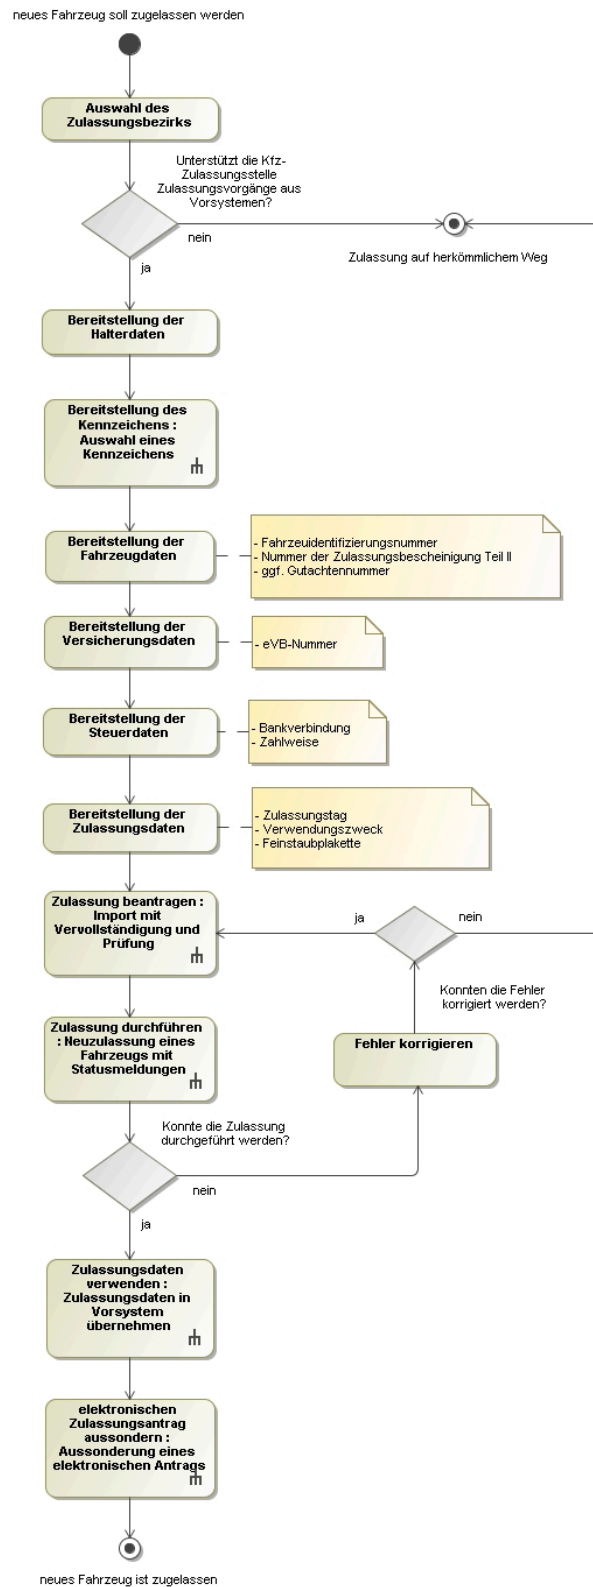 neues Fahrzeug soll zugelassen werden
Auswahl des
Zulassungsbezirks
Unterstützt die Kfz-
Zulassungsstelle
Zulassungsvorgänge aus
Vorsystemen?
nein
ja
Zulassung auf herkömmlichem Weg
Bereitstellung der
Halterdaten
Bereitstellung des
Kennzeichens :
Auswahl eines
Kennzeichens
Bereitstellung der
Fahrzeugdaten
- Fahrzeuidentifizierungsnummer
- Nummer der Zulassungsbescheinigung Teil II
- ggf. Gutachtennummer
Bereitstellung der
Versicherungsdaten
- eVB-Nummer
Bereitstellung der
Steuerdaten
- Bankverbindung
- Zahlweise
Bereitstellung der
Zulassungsdaten
- Zulassungstag
- Verwendungszweck
- Feinstaubplakette
Zulassung beantragen :
Import mit
Vervollständigung und
Prüfung
ja
nein
Konnten die Fehler
korrigiert werden?
Zulassung durchführen
: Neuzulassung eines
Fahrzeugs mit
Statusmeldungen
Fehler korrigieren
Konnte die Zulassung
durchgeführt werden?
nein
ja
Zulassungsdaten
verwenden :
Zulassungsdaten in
Vorsystem
übernehmen
elektronischen
Zulassungsantrag
aussondern :
Aussonderung eines
elektronischen Antrags
neues Fahrzeug ist zugelassen